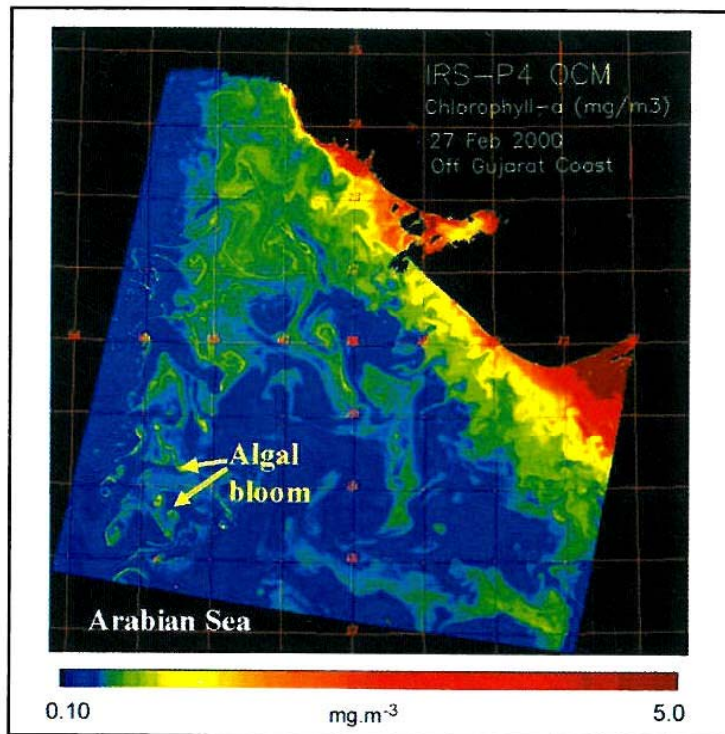 IRS-P4 OCM
Chlorophyll-a (mg/m3)
27 Feb 2000
Off Gujarat Coast
Algal
bloom
Arabian Sea
0.10
mg.m-3
5.0